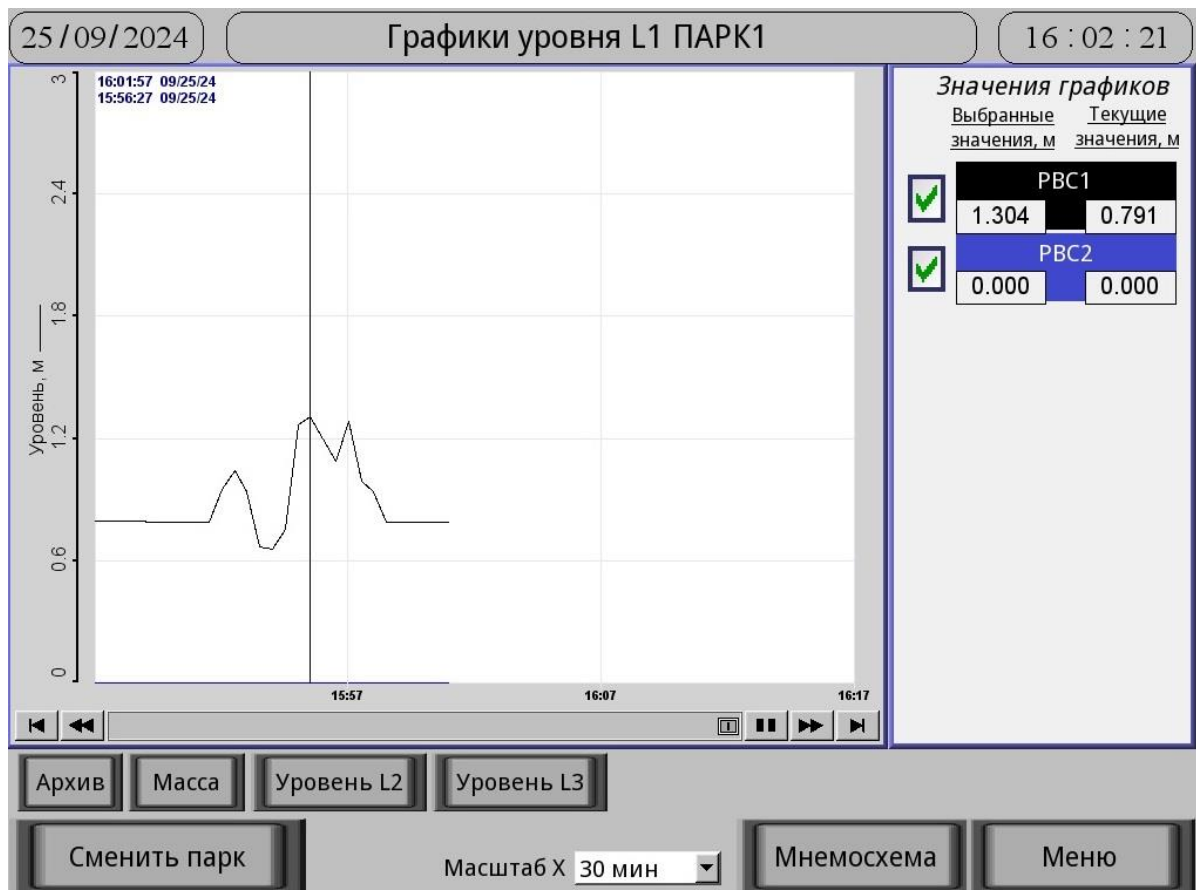 25/09/2024
Графики уровня L1 ПАРК1
16:02:21
16:01:57 09/25/24
15:56:27 09/25/24
3
2.4
1.8
1.2
0.6
0
Уровень, м
15:57
16:07
16:17
Значения графиков
Выбранные значения, м
Текущие значения, м
РВС1
1.304 0.791
РВС2
0.000 0.000
Архив
Масса
Уровень L2
Уровень L3
Сменить парк
Масштаб X 30 мин
Мнемосхема
Меню